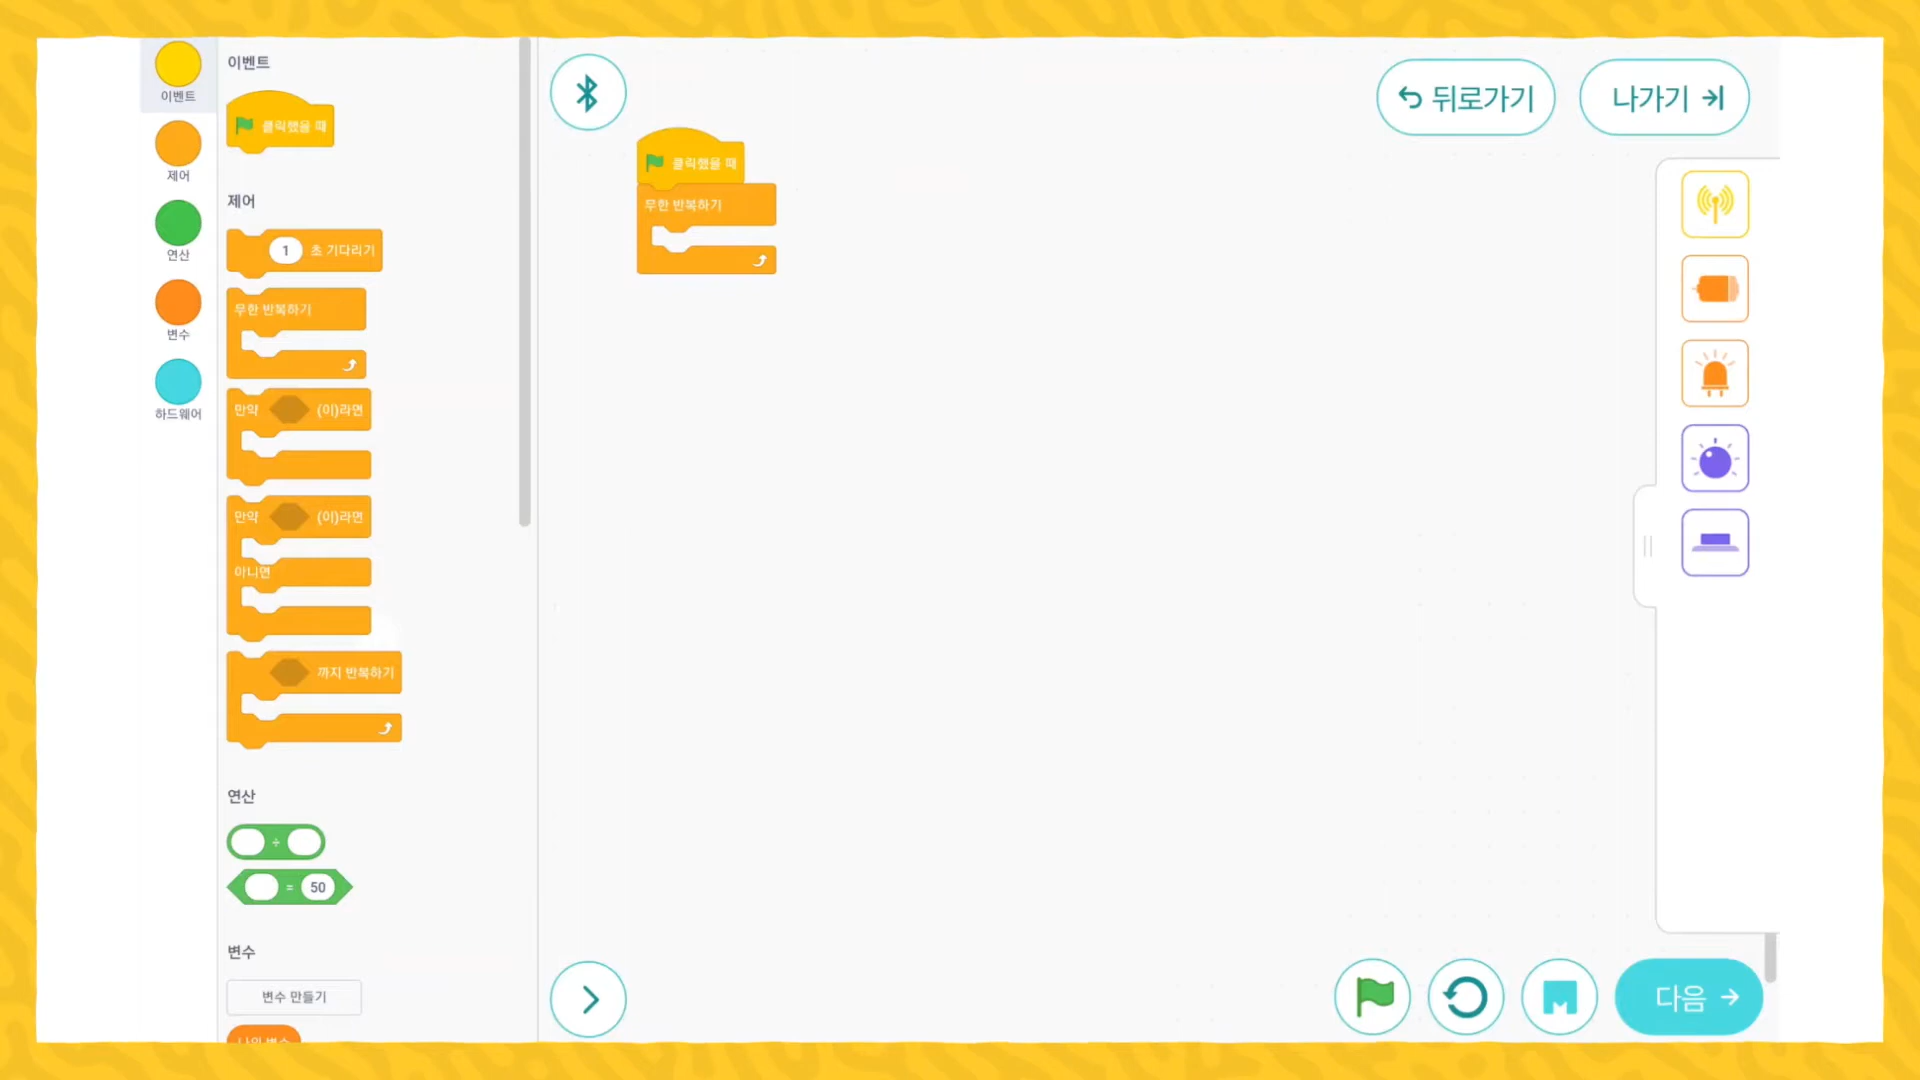 이벤트
제어
연산
변수
하드웨어
이벤트
클릭했을 때
제어
1 초 기다리기
무한 반복하기
만약 (이)라면
만약 (이)라면
아니면
까지 반복하기
연산
÷
= 50
변수
변수 만들기
나의 변수
클릭했을 때
무한 반복하기
뒤로가기
나가기
다음